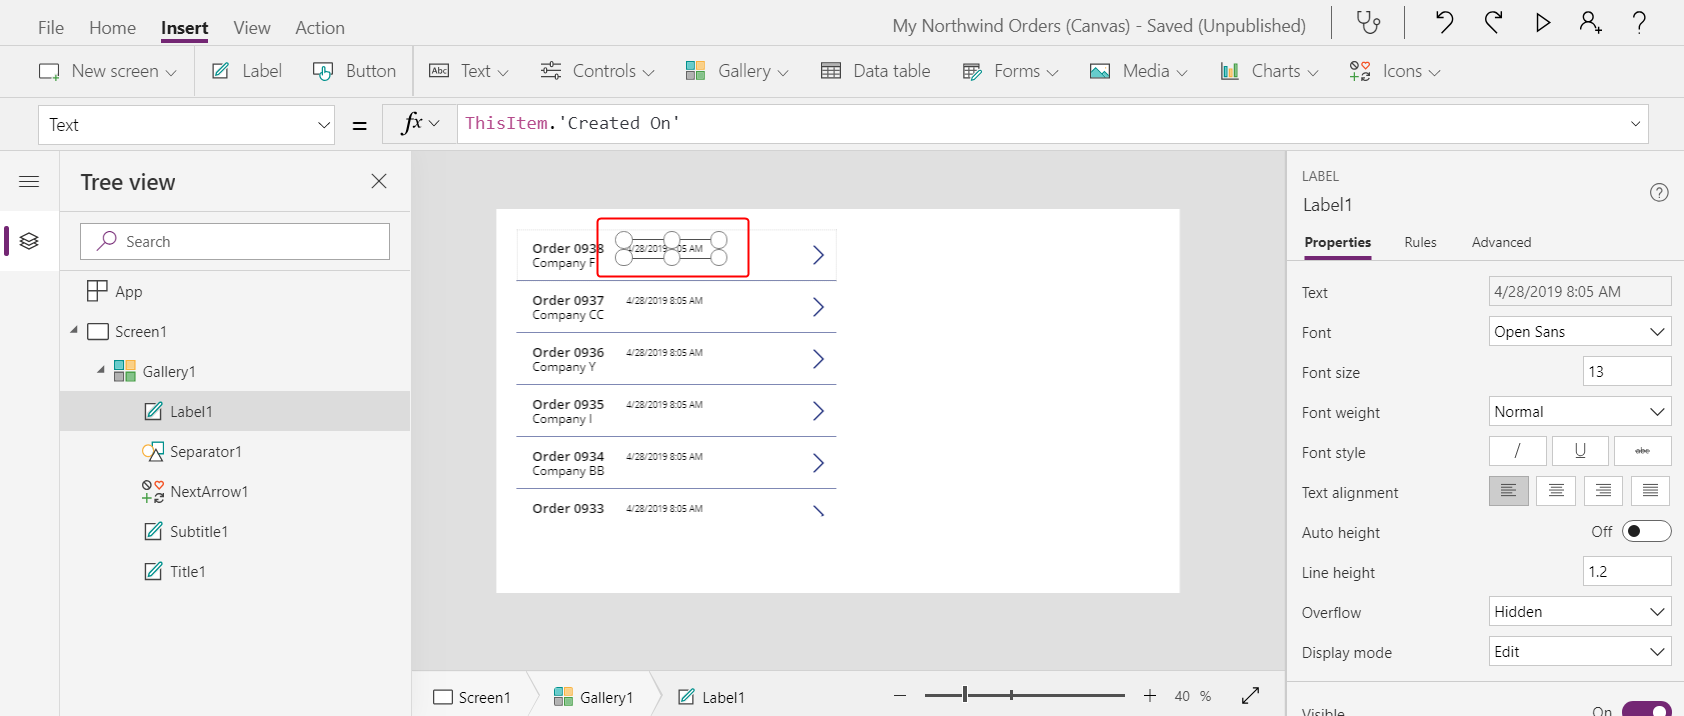 File Home Insert View Action My Northwind Orders (Canvas) - Saved (Unpublished) ?
New screen Label Button Abc Text Controls Gallery Data table Forms Media Charts Icons
Text = fx ThisItem.'Created On'
Tree view
Search
App
Screen1
Gallery1
Label1
Separator1
NextArrow1
Subtitle1
Title1
Order 0938 4/28/2019 :05 AM
Company F
Order 0937 4/28/2019 8:05 AM
Company CC
Order 0936 4/28/2019 8:05 AM
Company Y
Order 0935 4/28/2019 8:05 AM
Company I
Order 0934 4/28/2019 8:05 AM
Company BB
Order 0933 4/28/2019 8:05 AM
Screen1 Gallery1 Label1 40 %
LABEL
Label1 ?
Properties Rules Advanced
Text 4/28/2019 8:05 AM
Font Open Sans
Font size 13
Font weight Normal
Font style / U abc
Text alignment
Auto height Off
Line height 1.2
Overflow Hidden
Display mode Edit
Visible On